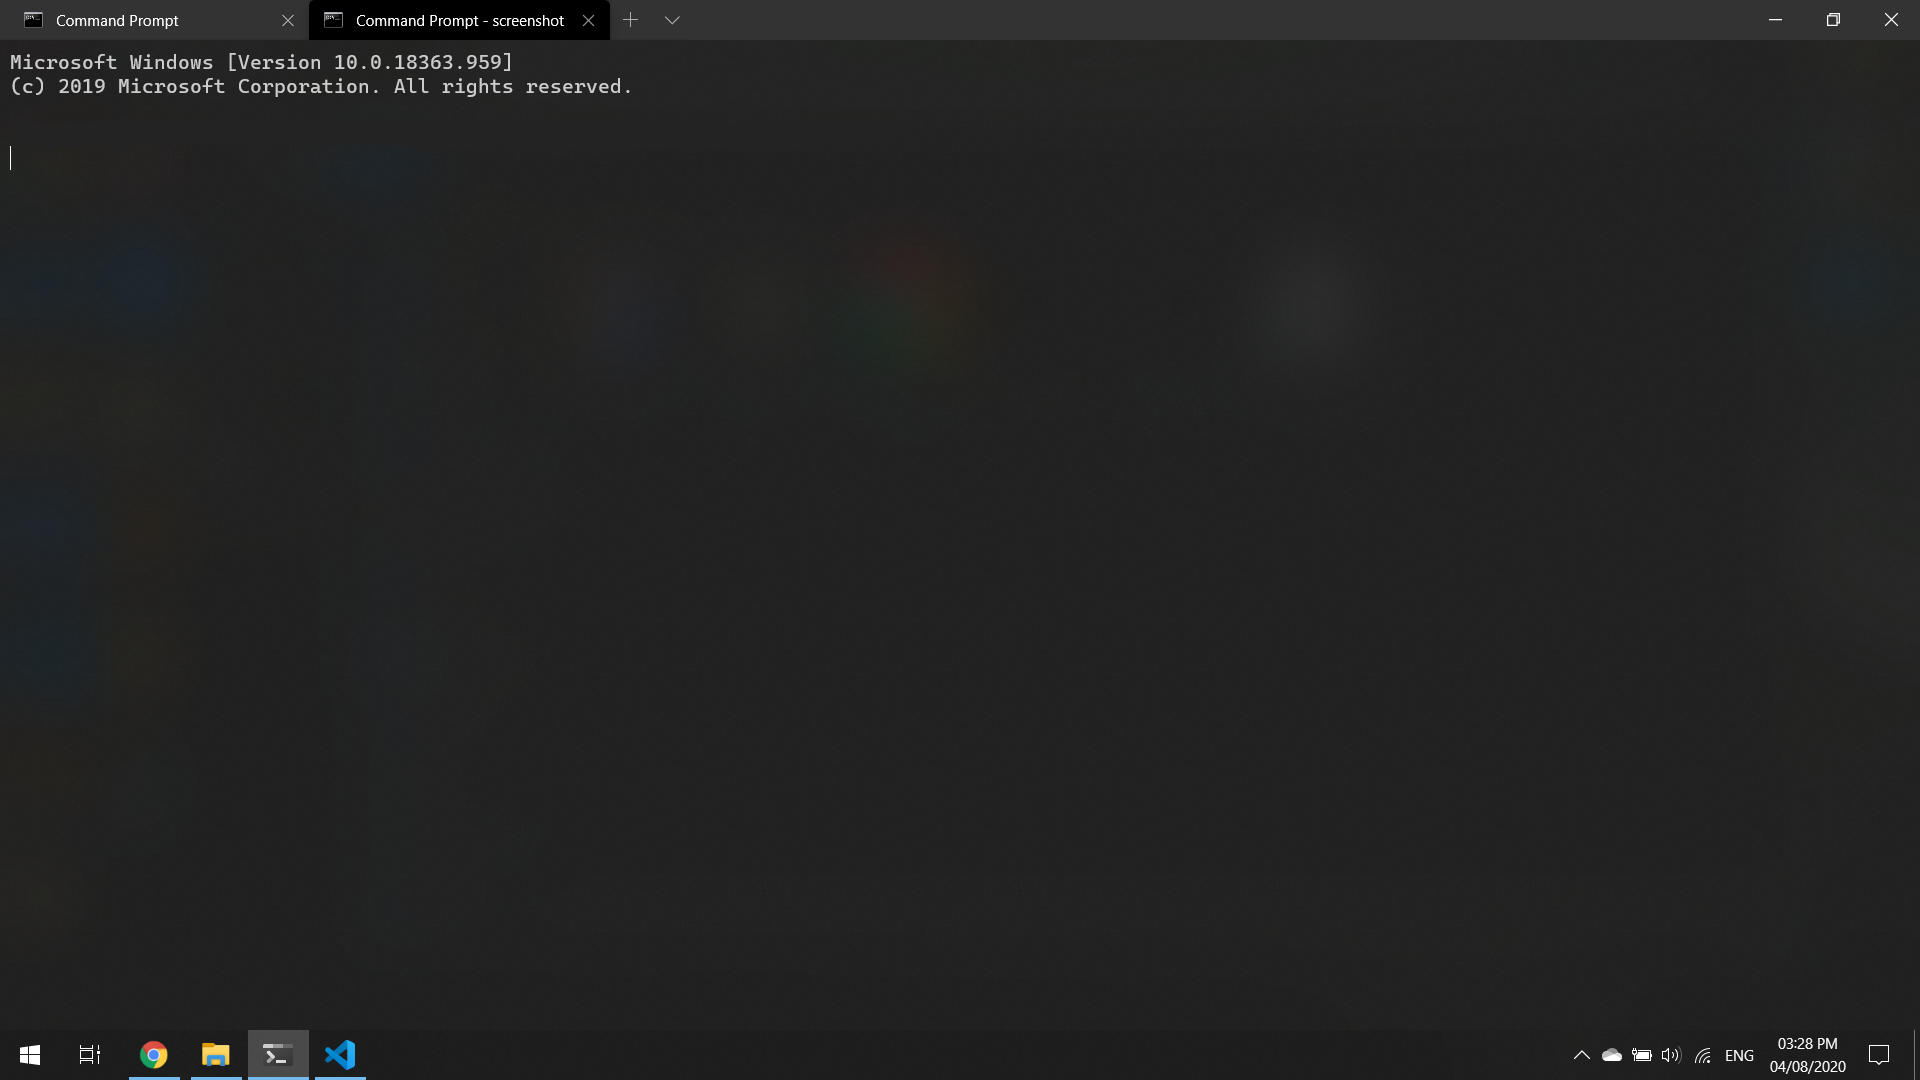 Command Prompt
Command Prompt - screenshot
Microsoft Windows [Version 10.0.18363.959]
(c) 2019 Microsoft Corporation. All rights reserved.
ENG
03:28 PM
04/08/2020